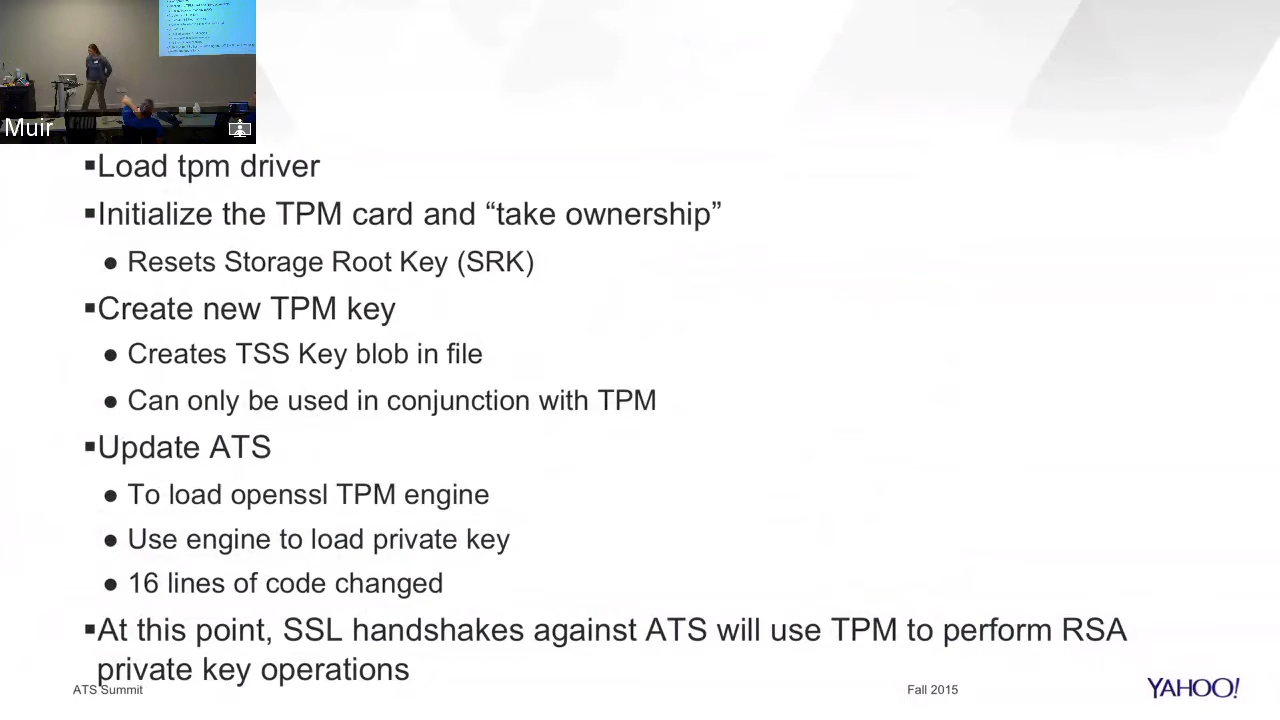 Muir
▪Load tpm driver
▪Initialize the TPM card and “take ownership”
● Resets Storage Root Key (SRK)
▪Create new TPM key
● Creates TSS Key blob in file
● Can only be used in conjunction with TPM
▪Update ATS
● To load openssl TPM engine
● Use engine to load private key
● 16 lines of code changed
▪At this point, SSL handshakes against ATS will use TPM to perform RSA
private key operations
ATS Summit
Fall 2015
YAHOO!